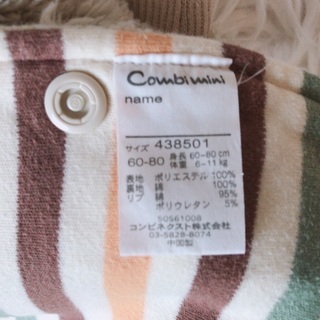 Combi mini
name
サイズ 438501
60-80 身長 60-80 cm
体重 6-11kg
表地 ポリエステル 100%
裏地 綿 100%
リブ 綿 95%
ポリウレタン 5%
50561008
コンビネクスト株式会社
03-5828-8074
中国製